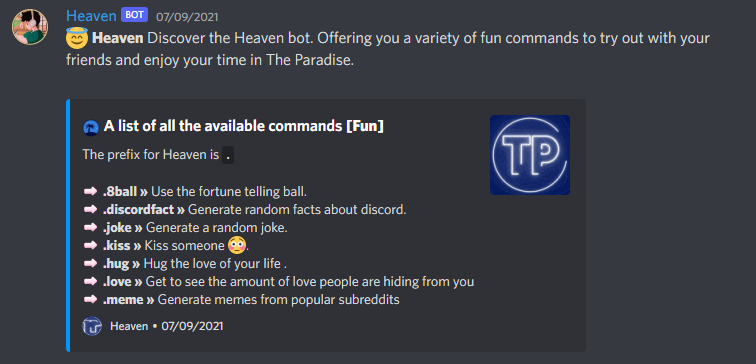 Heaven BOT 07/09/2021
😇 Heaven Discover the Heaven bot. Offering you a variety of fun commands to try out with your
friends and enjoy your time in The Paradise.
A list of all the available commands [Fun]
TP
The prefix for Heaven is .
➡ .8ball » Use the fortune telling ball.
➡ .discordfact » Generate random facts about discord.
➡ .joke » Generate a random joke.
➡ .kiss » Kiss someone 😳.
➡ .hug » Hug the love of your life .
➡ .love » Get to see the amount of love people are hiding from you
➡ .meme » Generate memes from popular subreddits
TP Heaven • 07/09/2021